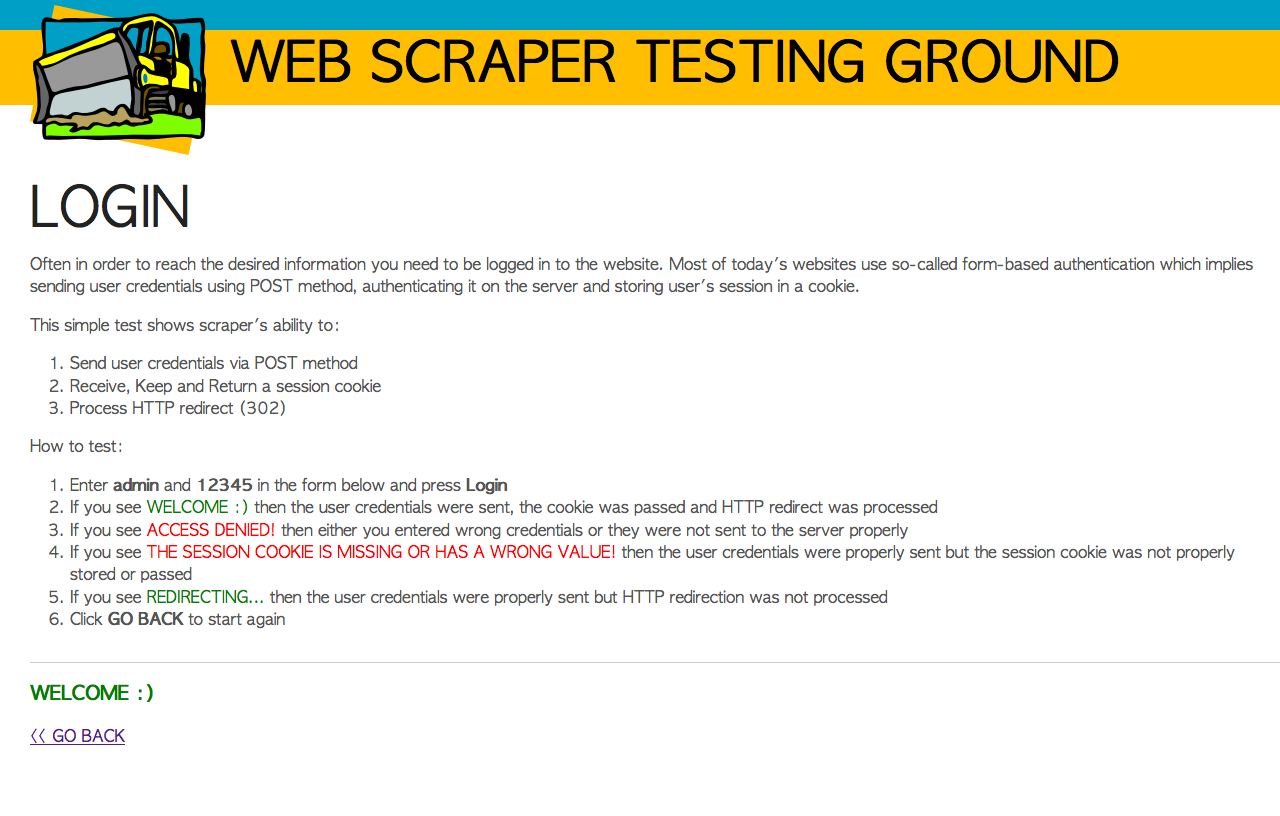 WEB SCRAPER TESTING GROUND
LOGIN
Often in order to reach the desired information you need to be logged in to the website. Most of today's websites use so-called form-based authentication which implies
sending user credentials using POST method, authenticating it on the server and storing user's session in a cookie.
This simple test shows scraper's ability to:
1. Send user credentials via POST method
2. Receive, Keep and Return a session cookie
3. Process HTTP redirect (302)
How to test:
1. Enter admin and 12345 in the form below and press Login
2. If you see WELCOME :) then the user credentials were sent, the cookie was passed and HTTP redirect was processed
3. If you see ACCESS DENIED! then either you entered wrong credentials or they were not sent to the server properly
4. If you see THE SESSION COOKIE IS MISSING OR HAS A WRONG VALUE! then the user credentials were properly sent but the session cookie was not properly
stored or passed
5. If you see REDIRECTING... then the user credentials were properly sent but HTTP redirection was not processed
6. Click GO BACK to start again
WELCOME :)
<< GO BACK